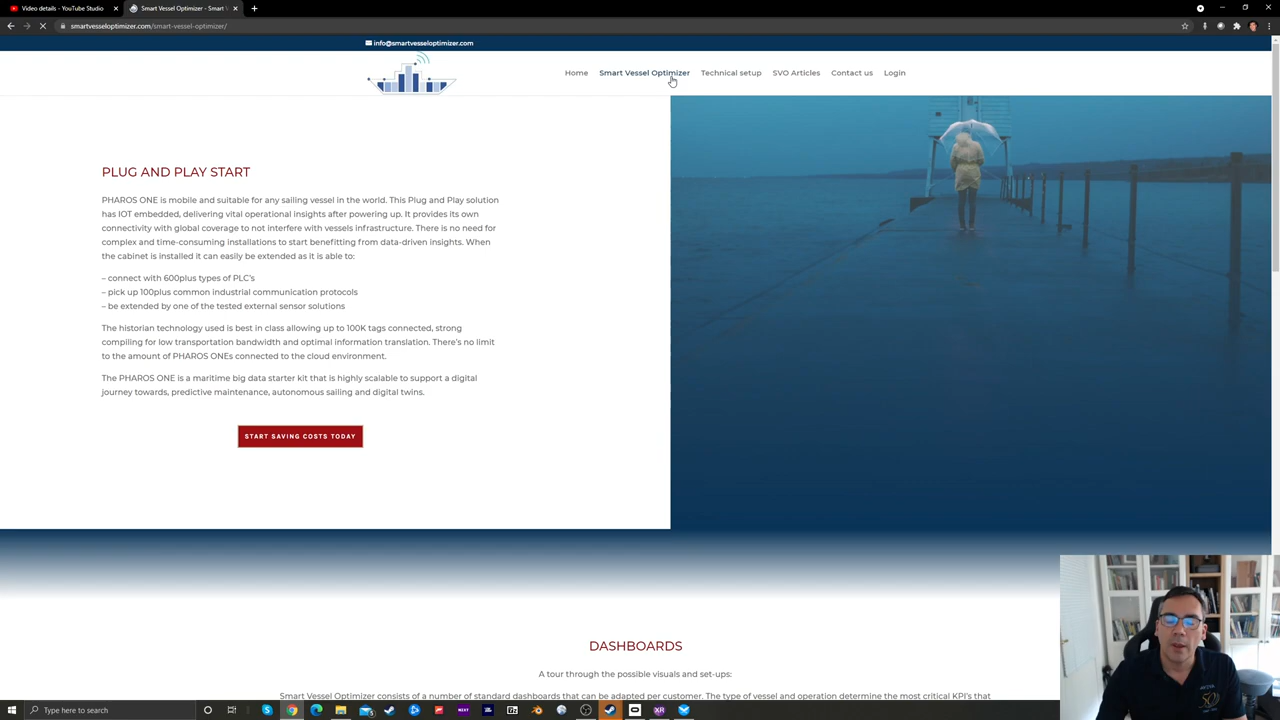 Video details - YouTube Studio
Smart Vessel Optimizer - Smart V
smartvesseloptimizer.com/smart-vessel-optimizer/
info@smartvesseloptimizer.com
Home
Smart Vessel Optimizer
Technical setup
SVO Articles
Contact us
Login
PLUG AND PLAY START
PHAROS ONE is mobile and suitable for any sailing vessel in the world. This Plug and Play solution
has IOT embedded, delivering vital operational insights after powering up. It provides its own
connectivity with global coverage to not interfere with vessels infrastructure. There is no need for
complex and time-consuming installations to start benefitting from data-driven insights. When
the cabinet is installed it can easily be extended as it is able to:
– connect with 600plus types of PLC's
– pick up 100plus common industrial communication protocols
– be extended by one of the tested external sensor solutions
The historian technology used is best in class allowing up to 100K tags connected, strong
compiling for low transportation bandwidth and optimal information translation. There's no limit
to the amount of PHAROS ONEs connected to the cloud environment.
The PHAROS ONE is a maritime big data starter kit that is highly scalable to support a digital
journey towards, predictive maintenance, autonomous sailing and digital twins.
START SAVING COSTS TODAY
DASHBOARDS
A tour through the possible visuals and set-ups:
Smart Vessel Optimizer consists of a number of standard dashboards that can be adapted per customer. The type of vessel and operation determine the most critical KPI's that
Type here to search